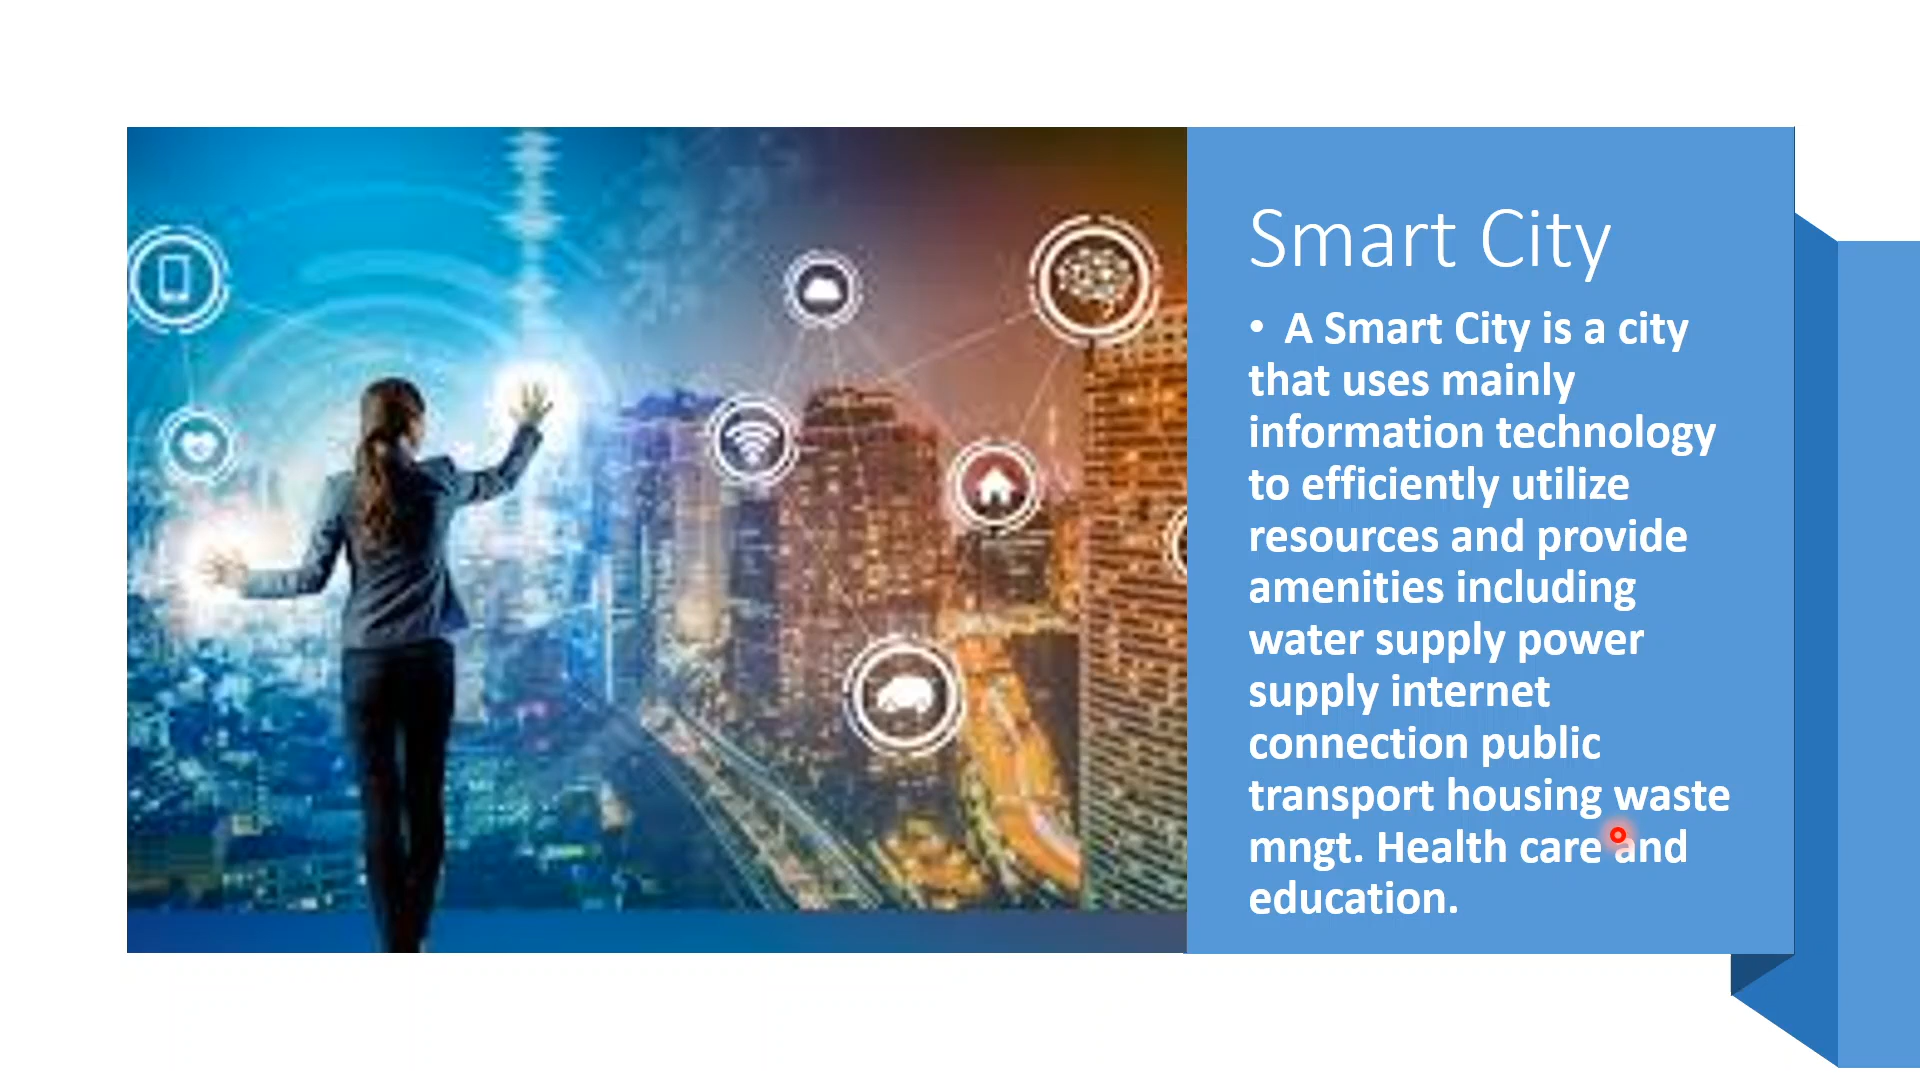 Smart City
• A Smart City is a city
that uses mainly
information technology
to efficiently utilize
resources and provide
amenities including
water supply power
supply internet
connection public
transport housing waste
mngt. Health care and
education.